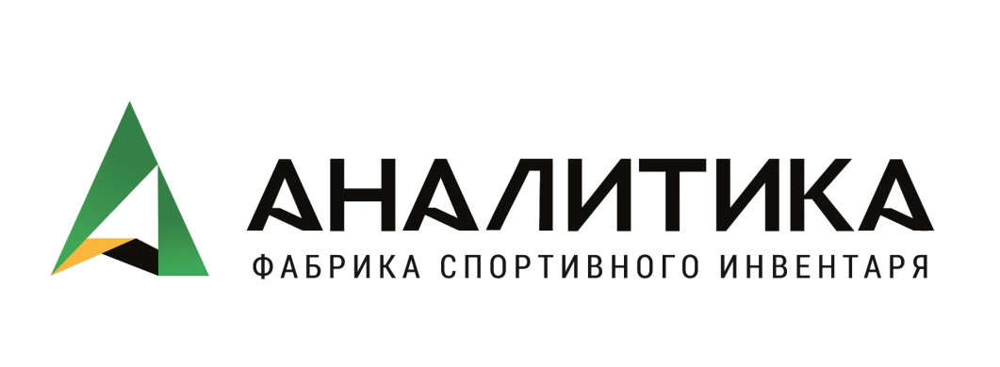 АНАЛИТИКА
ФАБРИКА СПОРТИВНОГО ИНВЕНТАРЯ